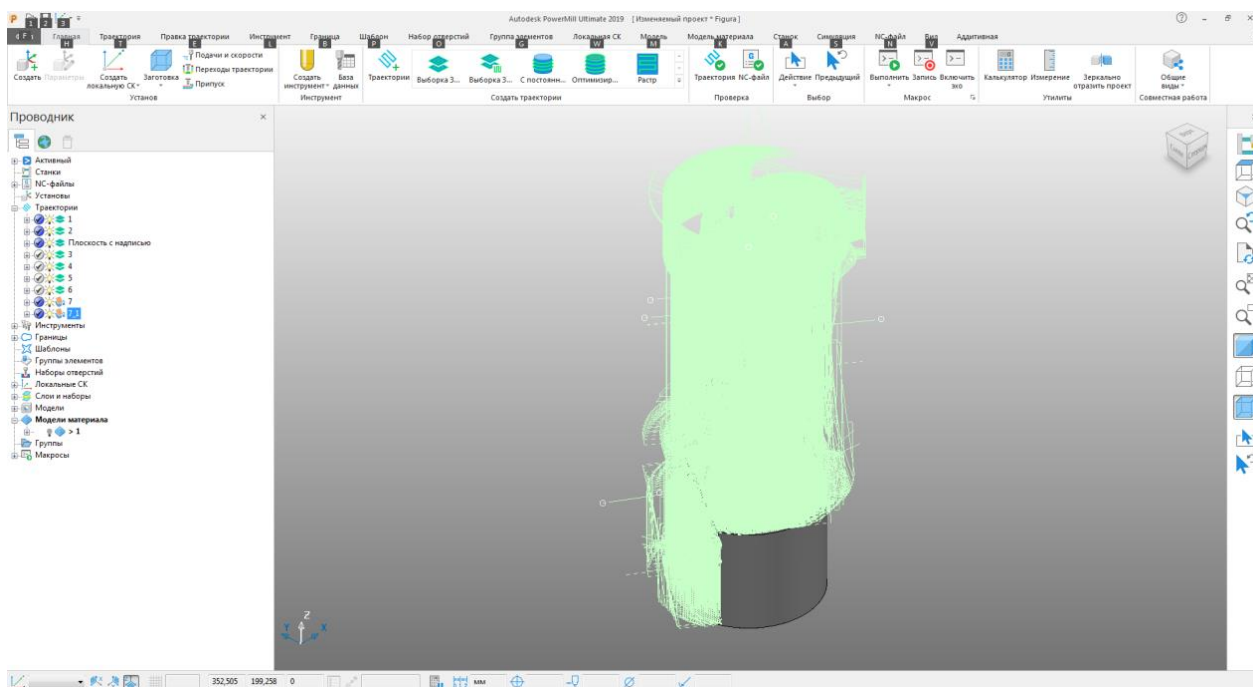 Autodesk PowerMill Ultimate 2019 [Изменяемый проект * Figura]
1 2 3
F Главная Траектория Правка траектории Инструмент Граница Шаблон Набор отверстий Группа элементов Локальная СК Модель Модель материала Станок Симуляция NC-файл Вид Аддитивная
H T E L B P O G W M A S N V
Создать Параметры Создать локальную СК Заготовка
Подачи и скорости
Переходы траектории
Припуск
Создать инструмент База данных
Траектории Выборка З... Выборка З... С постоянн... Оптимизир... Растр
K
Траектория NC-файл
Действие Предыдущий
Выполнить Запись Включить эхо
Калькулятор Измерение Зеркально отразить проект
Общие виды
Установ Инструмент Создать траектории Проверка Выбор Макрос Утилиты Совместная работа
Проводник
Активный
Станки
NC-файлы
Установы
Траектории
1
2
Плоскость с надписью
3
4
5
6
7
7_1
Инструменты
Границы
Шаблоны
Группы элементов
Наборы отверстий
Локальные СК
Слои и наборы
Модели
Модели материала
> 1
Группы
Макросы
Z
Y X
352,505 199,258 0 мм